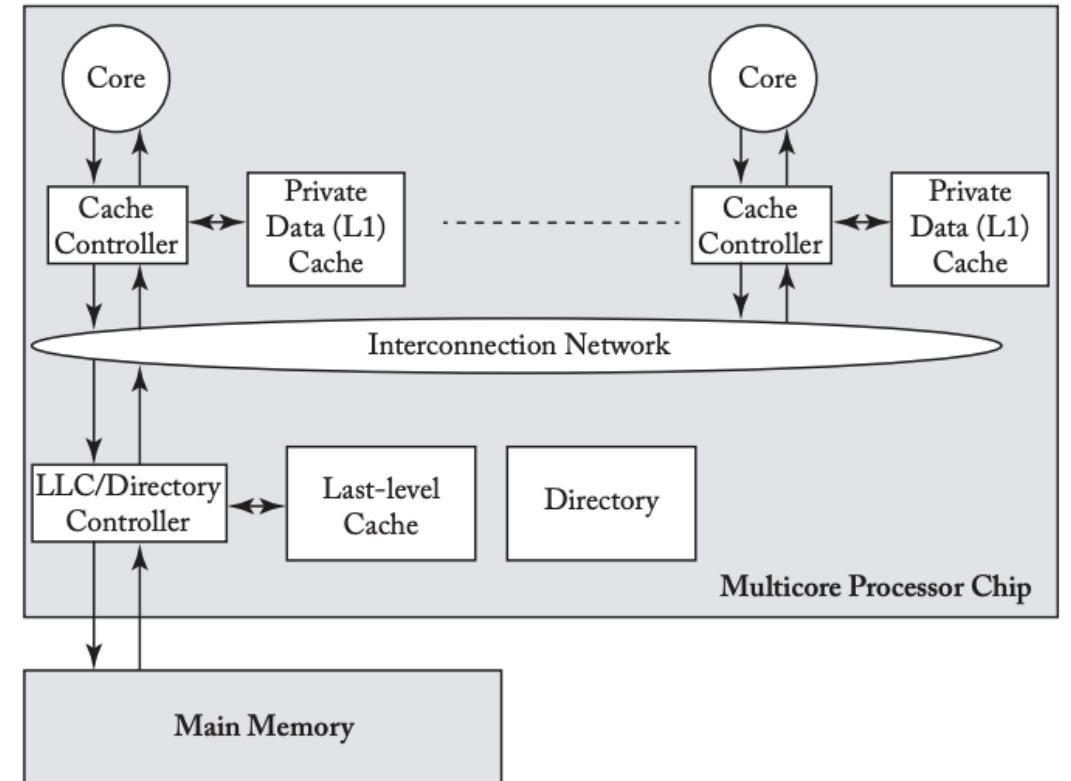 Core
Core
Cache
Controller
Private
Data (L1)
Cache
Cache
Controller
Private
Data (L1)
Cache
Interconnection Network
LLC/Directory
Controller
Last-level
Cache
Directory
Multicore Processor Chip
Main Memory